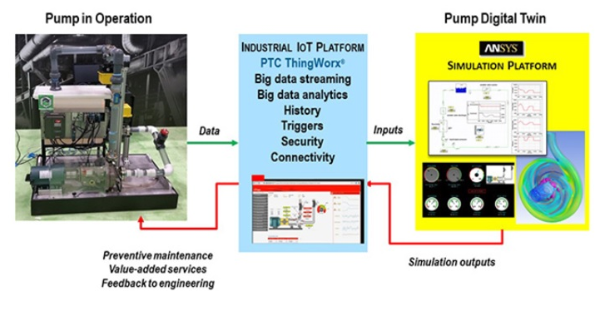 Pump in Operation
Pump Digital Twin
INDUSTRIAL IOT PLATFORM
PTC ThingWorx®
Big data streaming
Big data analytics
History
Triggers
Security
Connectivity
ANSYS
SIMULATION PLATFORM
Data
Inputs
Preventive maintenance
Value-added services
Feedback to engineering
Simulation outputs